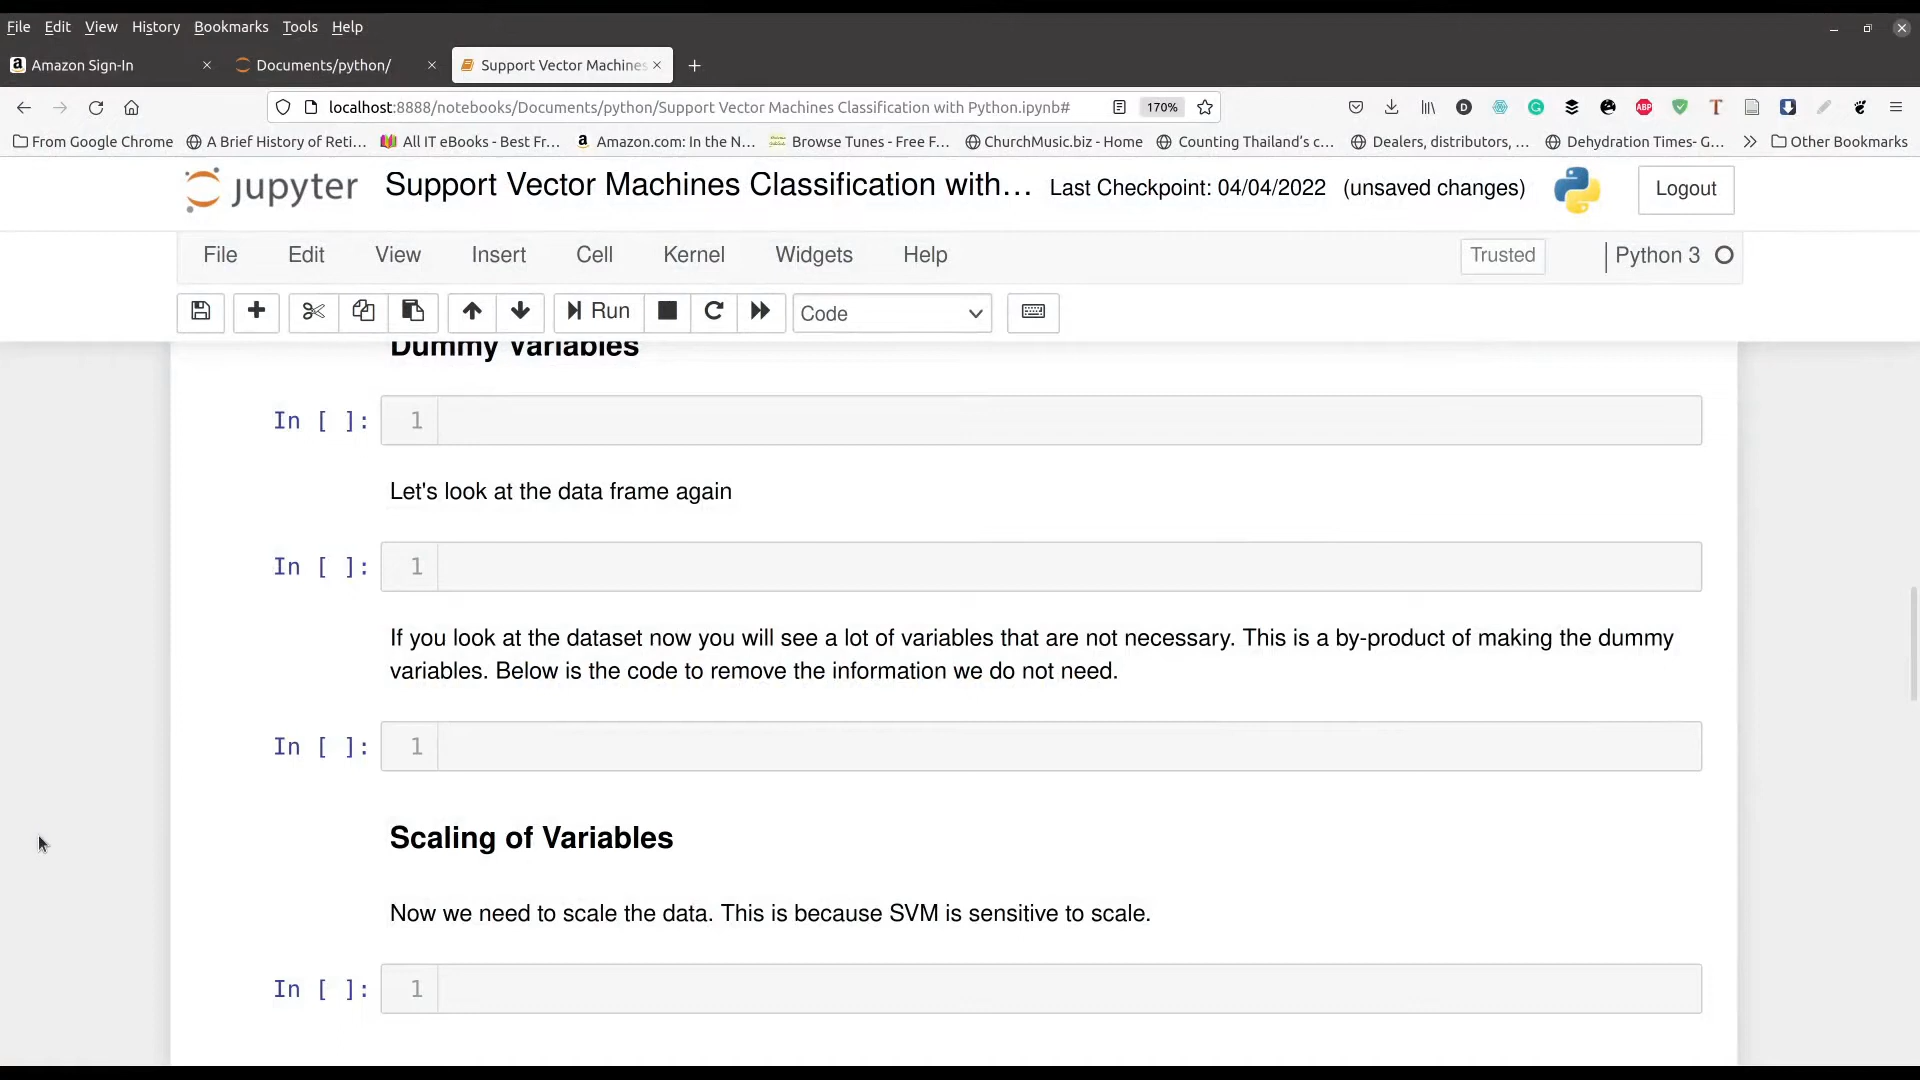 File Edit View History Bookmarks Tools Help
Amazon Sign-In Documents/python/ Support Vector Machines
localhost:8888/notebooks/Documents/python/Support Vector Machines Classification with Python.ipynb# 170%
From Google Chrome A Brief History of Reti... All IT eBooks - Best Fr... Amazon.com: In the N... Browse Tunes - Free F... ChurchMusic.biz - Home Counting Thailand's c... Dealers, distributors, ... Dehydration Times- G... Other Bookmarks
jupyter Support Vector Machines Classification with... Last Checkpoint: 04/04/2022 (unsaved changes) Logout
File Edit View Insert Cell Kernel Widgets Help Trusted Python 3
Run Code
Dummy Variables
In [ ]: 1
Let's look at the data frame again
In [ ]: 1
If you look at the dataset now you will see a lot of variables that are not necessary. This is a by-product of making the dummy
variables. Below is the code to remove the information we do not need.
In [ ]: 1
Scaling of Variables
Now we need to scale the data. This is because SVM is sensitive to scale.
In [ ]: 1